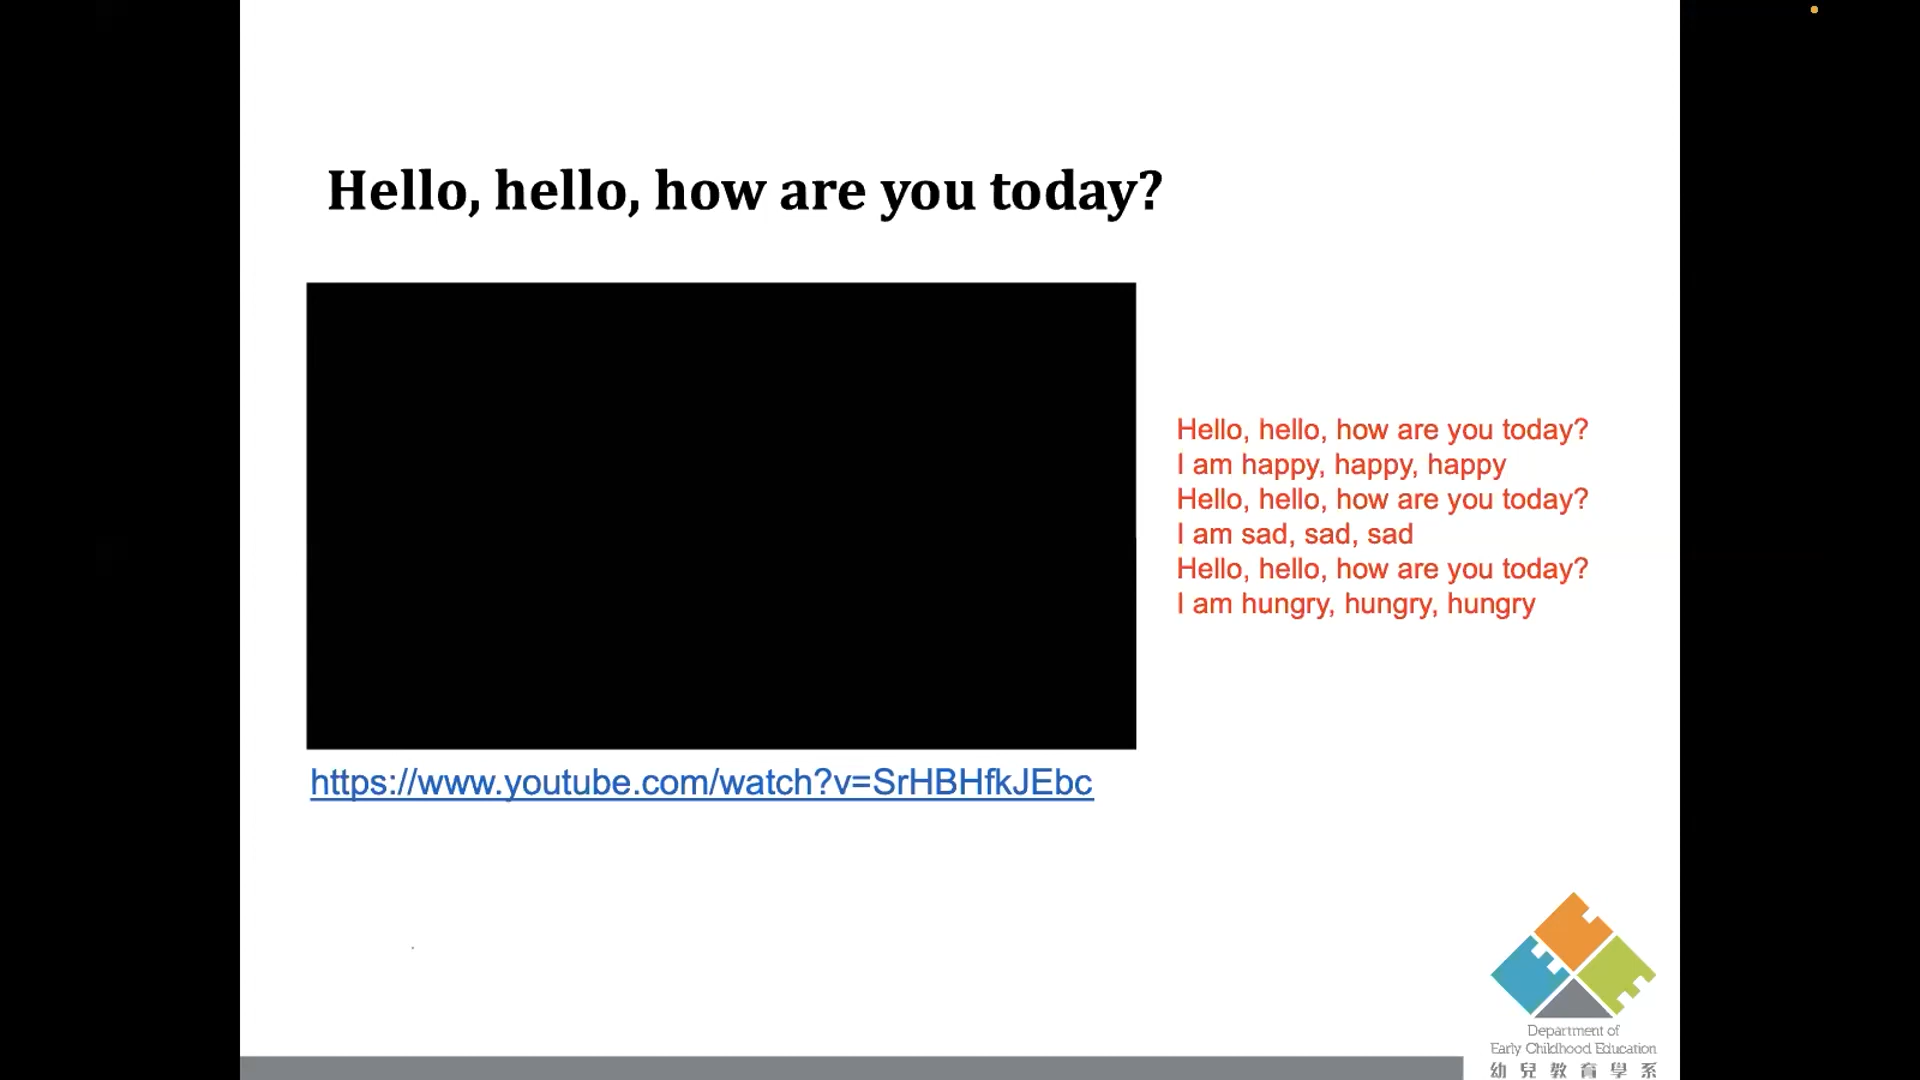 Hello, hello, how are you today?
Hello, hello, how are you today?
I am happy, happy, happy
Hello, hello, how are you today?
I am sad, sad, sad
Hello, hello, how are you today?
I am hungry, hungry, hungry
https://www.youtube.com/watch?v=SrHBHfkJEbc
Department of
Early Childhood Education
幼兒教育學系